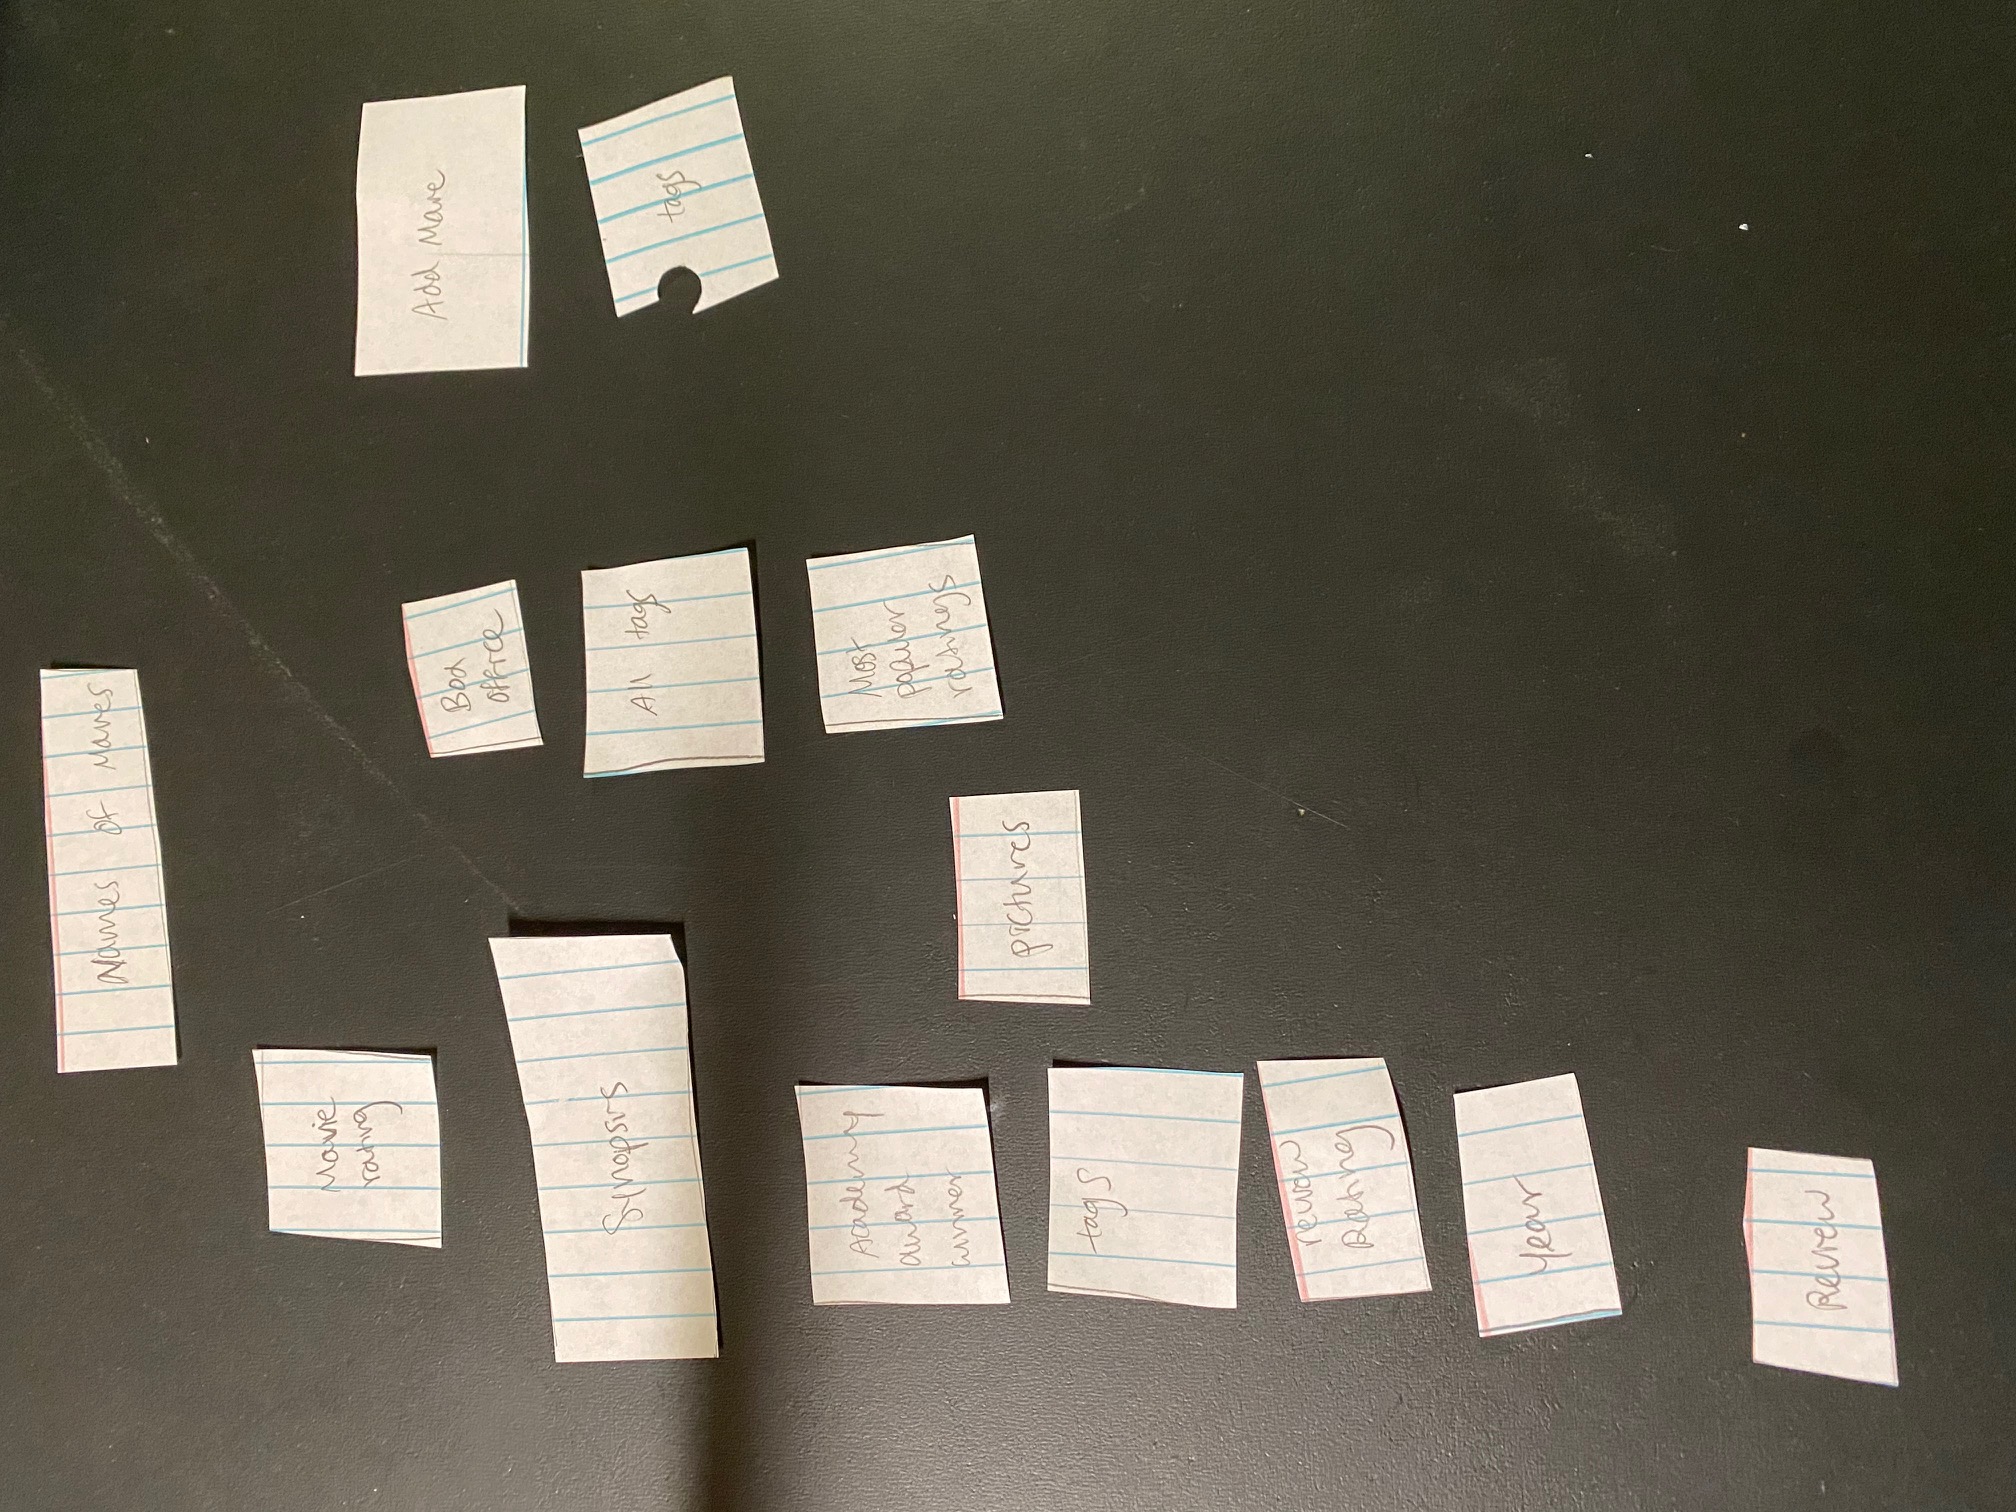 Names of Movies
Movie
rating
Box
office
Add Movie
Synopsis
All tags
tags
Academy
award
winner
Most
popular
ratings
pictures
tags
review
Rating
Year
Review